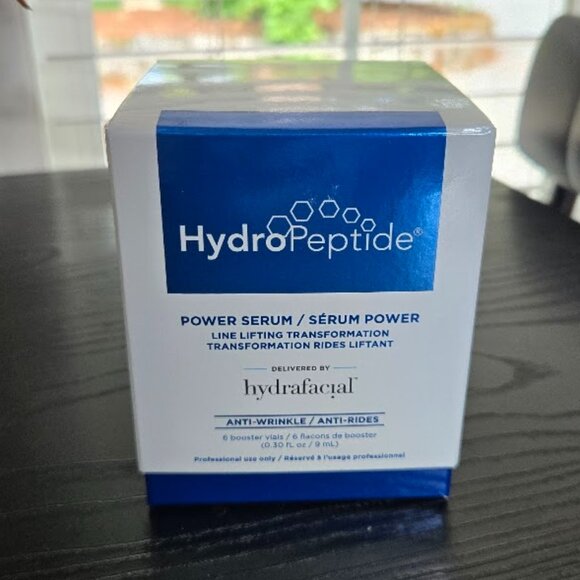 HydroPeptide®
POWER SERUM / SÉRUM POWER
LINE LIFTING TRANSFORMATION
TRANSFORMATION RIDES LIFTANT
DELIVERED BY
hydrafacial™
ANTI-WRINKLE / ANTI-RIDES
6 booster vials / 6 flacons de booster
(0.30 fl. oz / 9 mL)
Professional use only / Réservé à l'usage professionnel